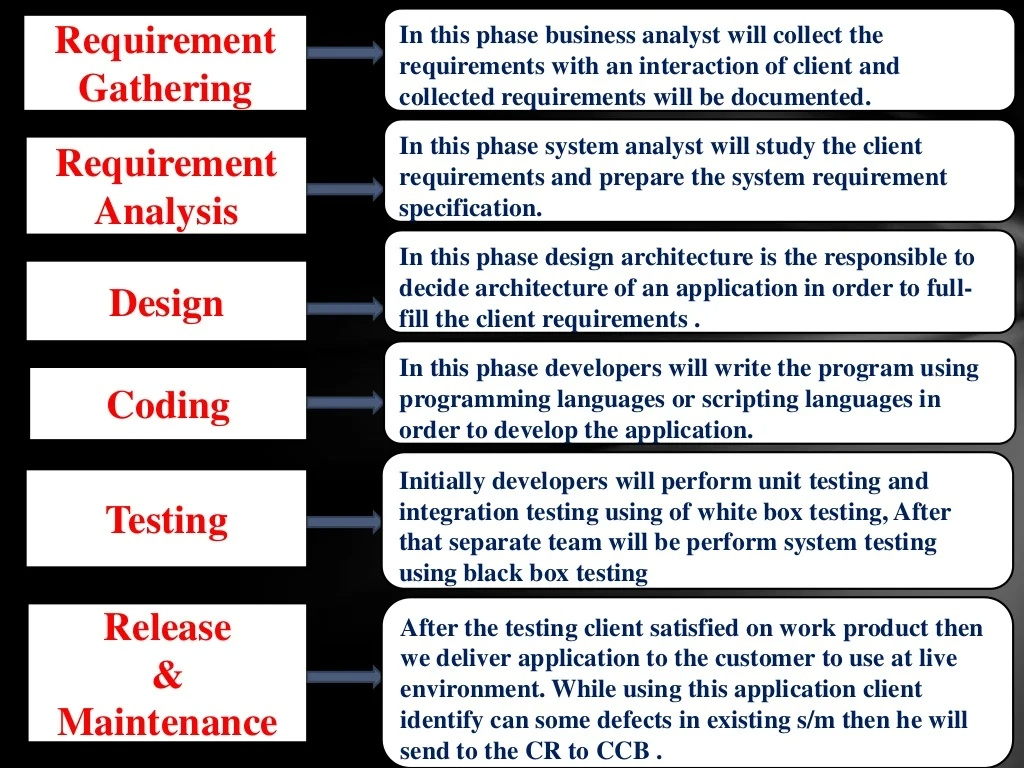 Requirement
Gathering
In this phase business analyst will collect the
requirements with an interaction of client and
collected requirements will be documented.
Requirement
Analysis
In this phase system analyst will study the client
requirements and prepare the system requirement
specification.
Design
In this phase design architecture is the responsible to
decide architecture of an application in order to full-
fill the client requirements .
Coding
In this phase developers will write the program using
programming languages or scripting languages in
order to develop the application.
Testing
Initially developers will perform unit testing and
integration testing using of white box testing, After
that separate team will be perform system testing
using black box testing
Release
&
Maintenance
After the testing client satisfied on work product then
we deliver application to the customer to use at live
environment. While using this application client
identify can some defects in existing s/m then he will
send to the CR to CCB .